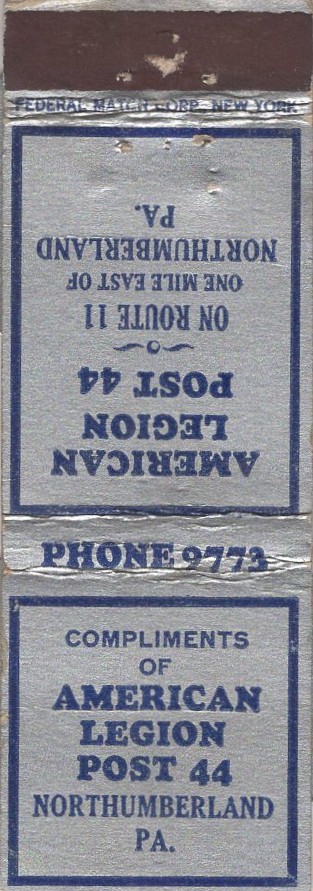 FEDERAL MATCH CORP. NEW YORK
AMERICAN
LEGION
POST 44
ON ROUTE 11
ONE MILE EAST OF
NORTHUMBERLAND
PA.
PHONE 9773
COMPLIMENTS
OF
AMERICAN
LEGION
POST 44
NORTHUMBERLAND
PA.